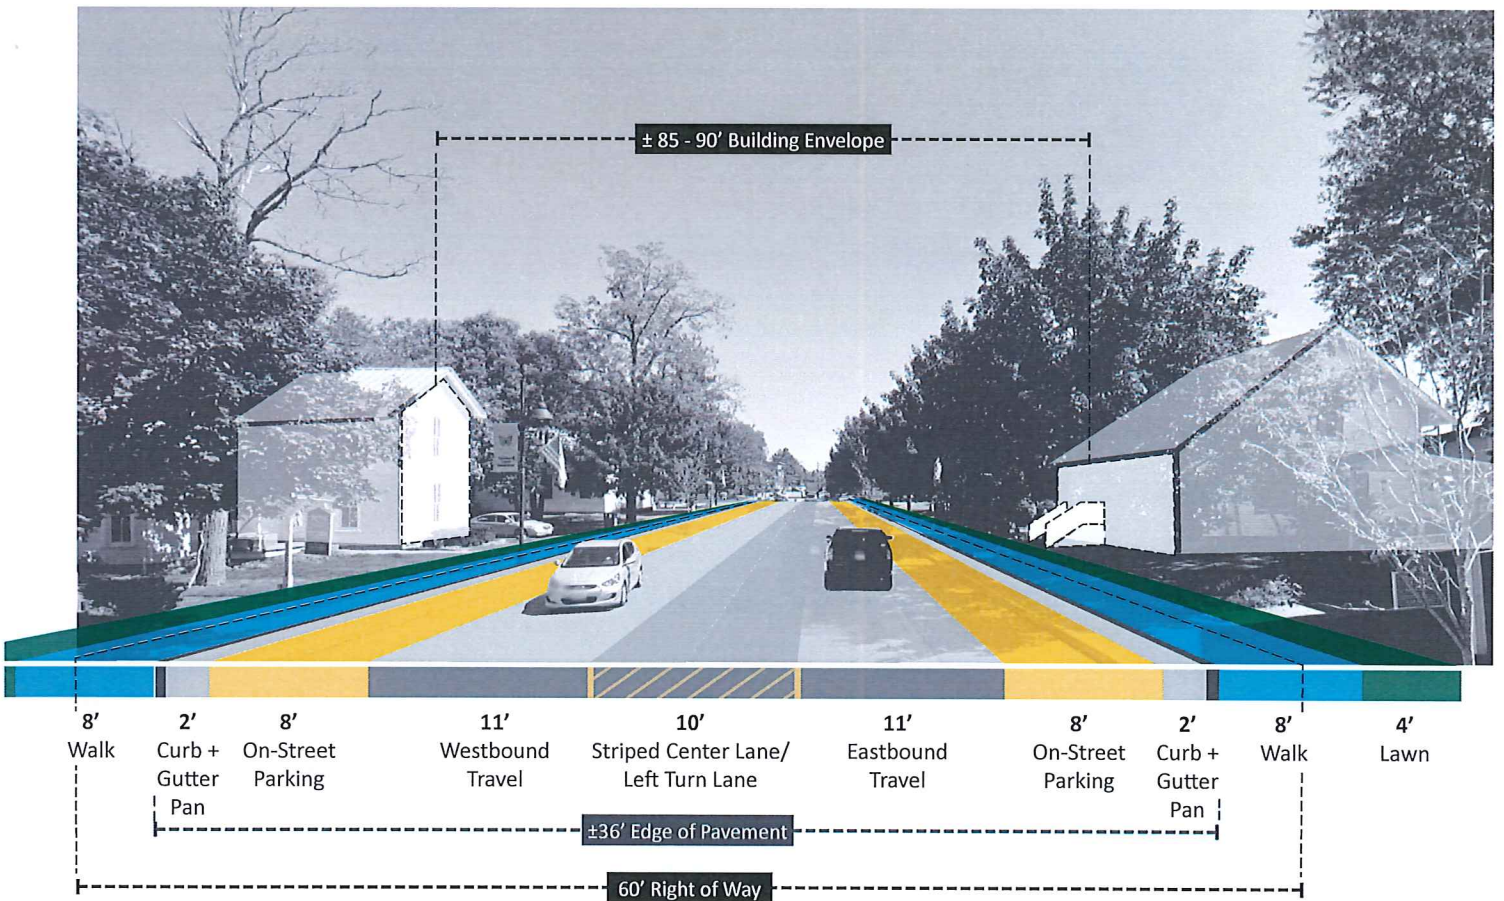 ± 85 - 90’ Building Envelope
8’
Walk
2’
Curb +
Gutter
Pan
8’
On-Street
Parking
11’
Westbound
Travel
10’
Striped Center Lane/
Left Turn Lane
11’
Eastbound
Travel
8’
On-Street
Parking
2’
Curb +
Gutter
Pan
8’
Walk
4’
Lawn
±36’ Edge of Pavement
60’ Right of Way